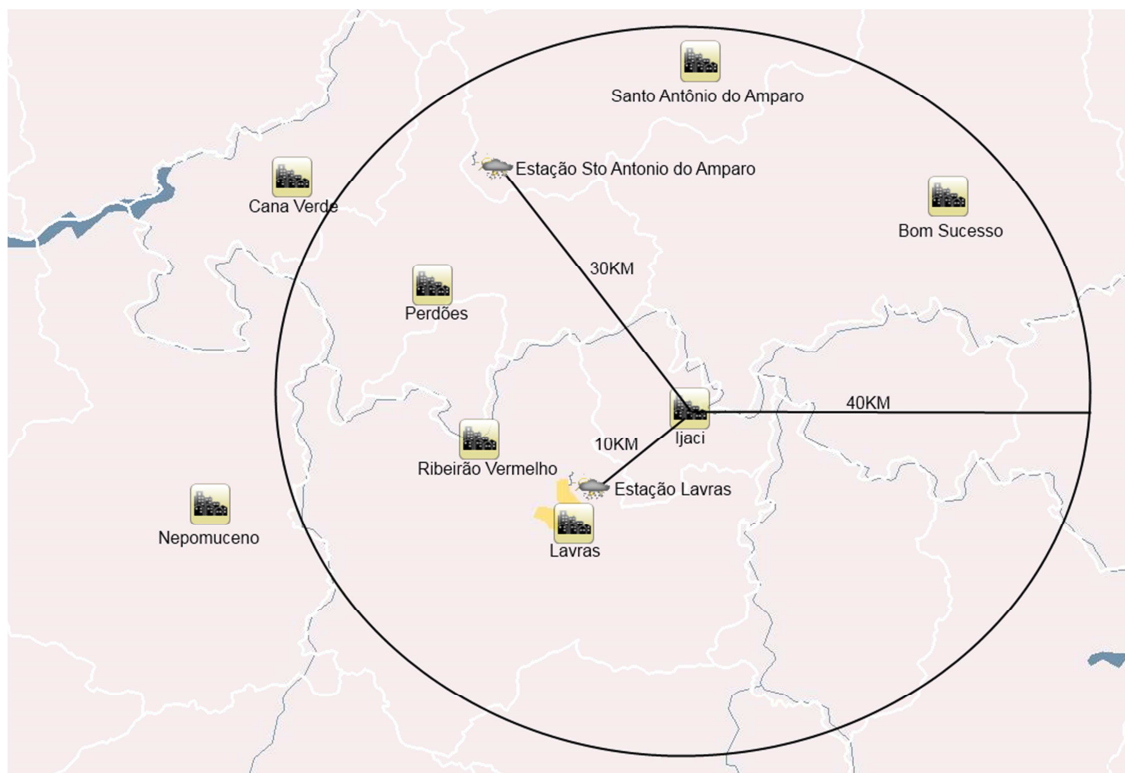 Santo Antônio do Amparo
Estação Sto Antonio do Amparo
Cana Verde
Bom Sucesso
30KM
Perdões
40KM
Ijaci
10KM
Ribeirão Vermelho
Estação Lavras
Nepomuceno
Lavras